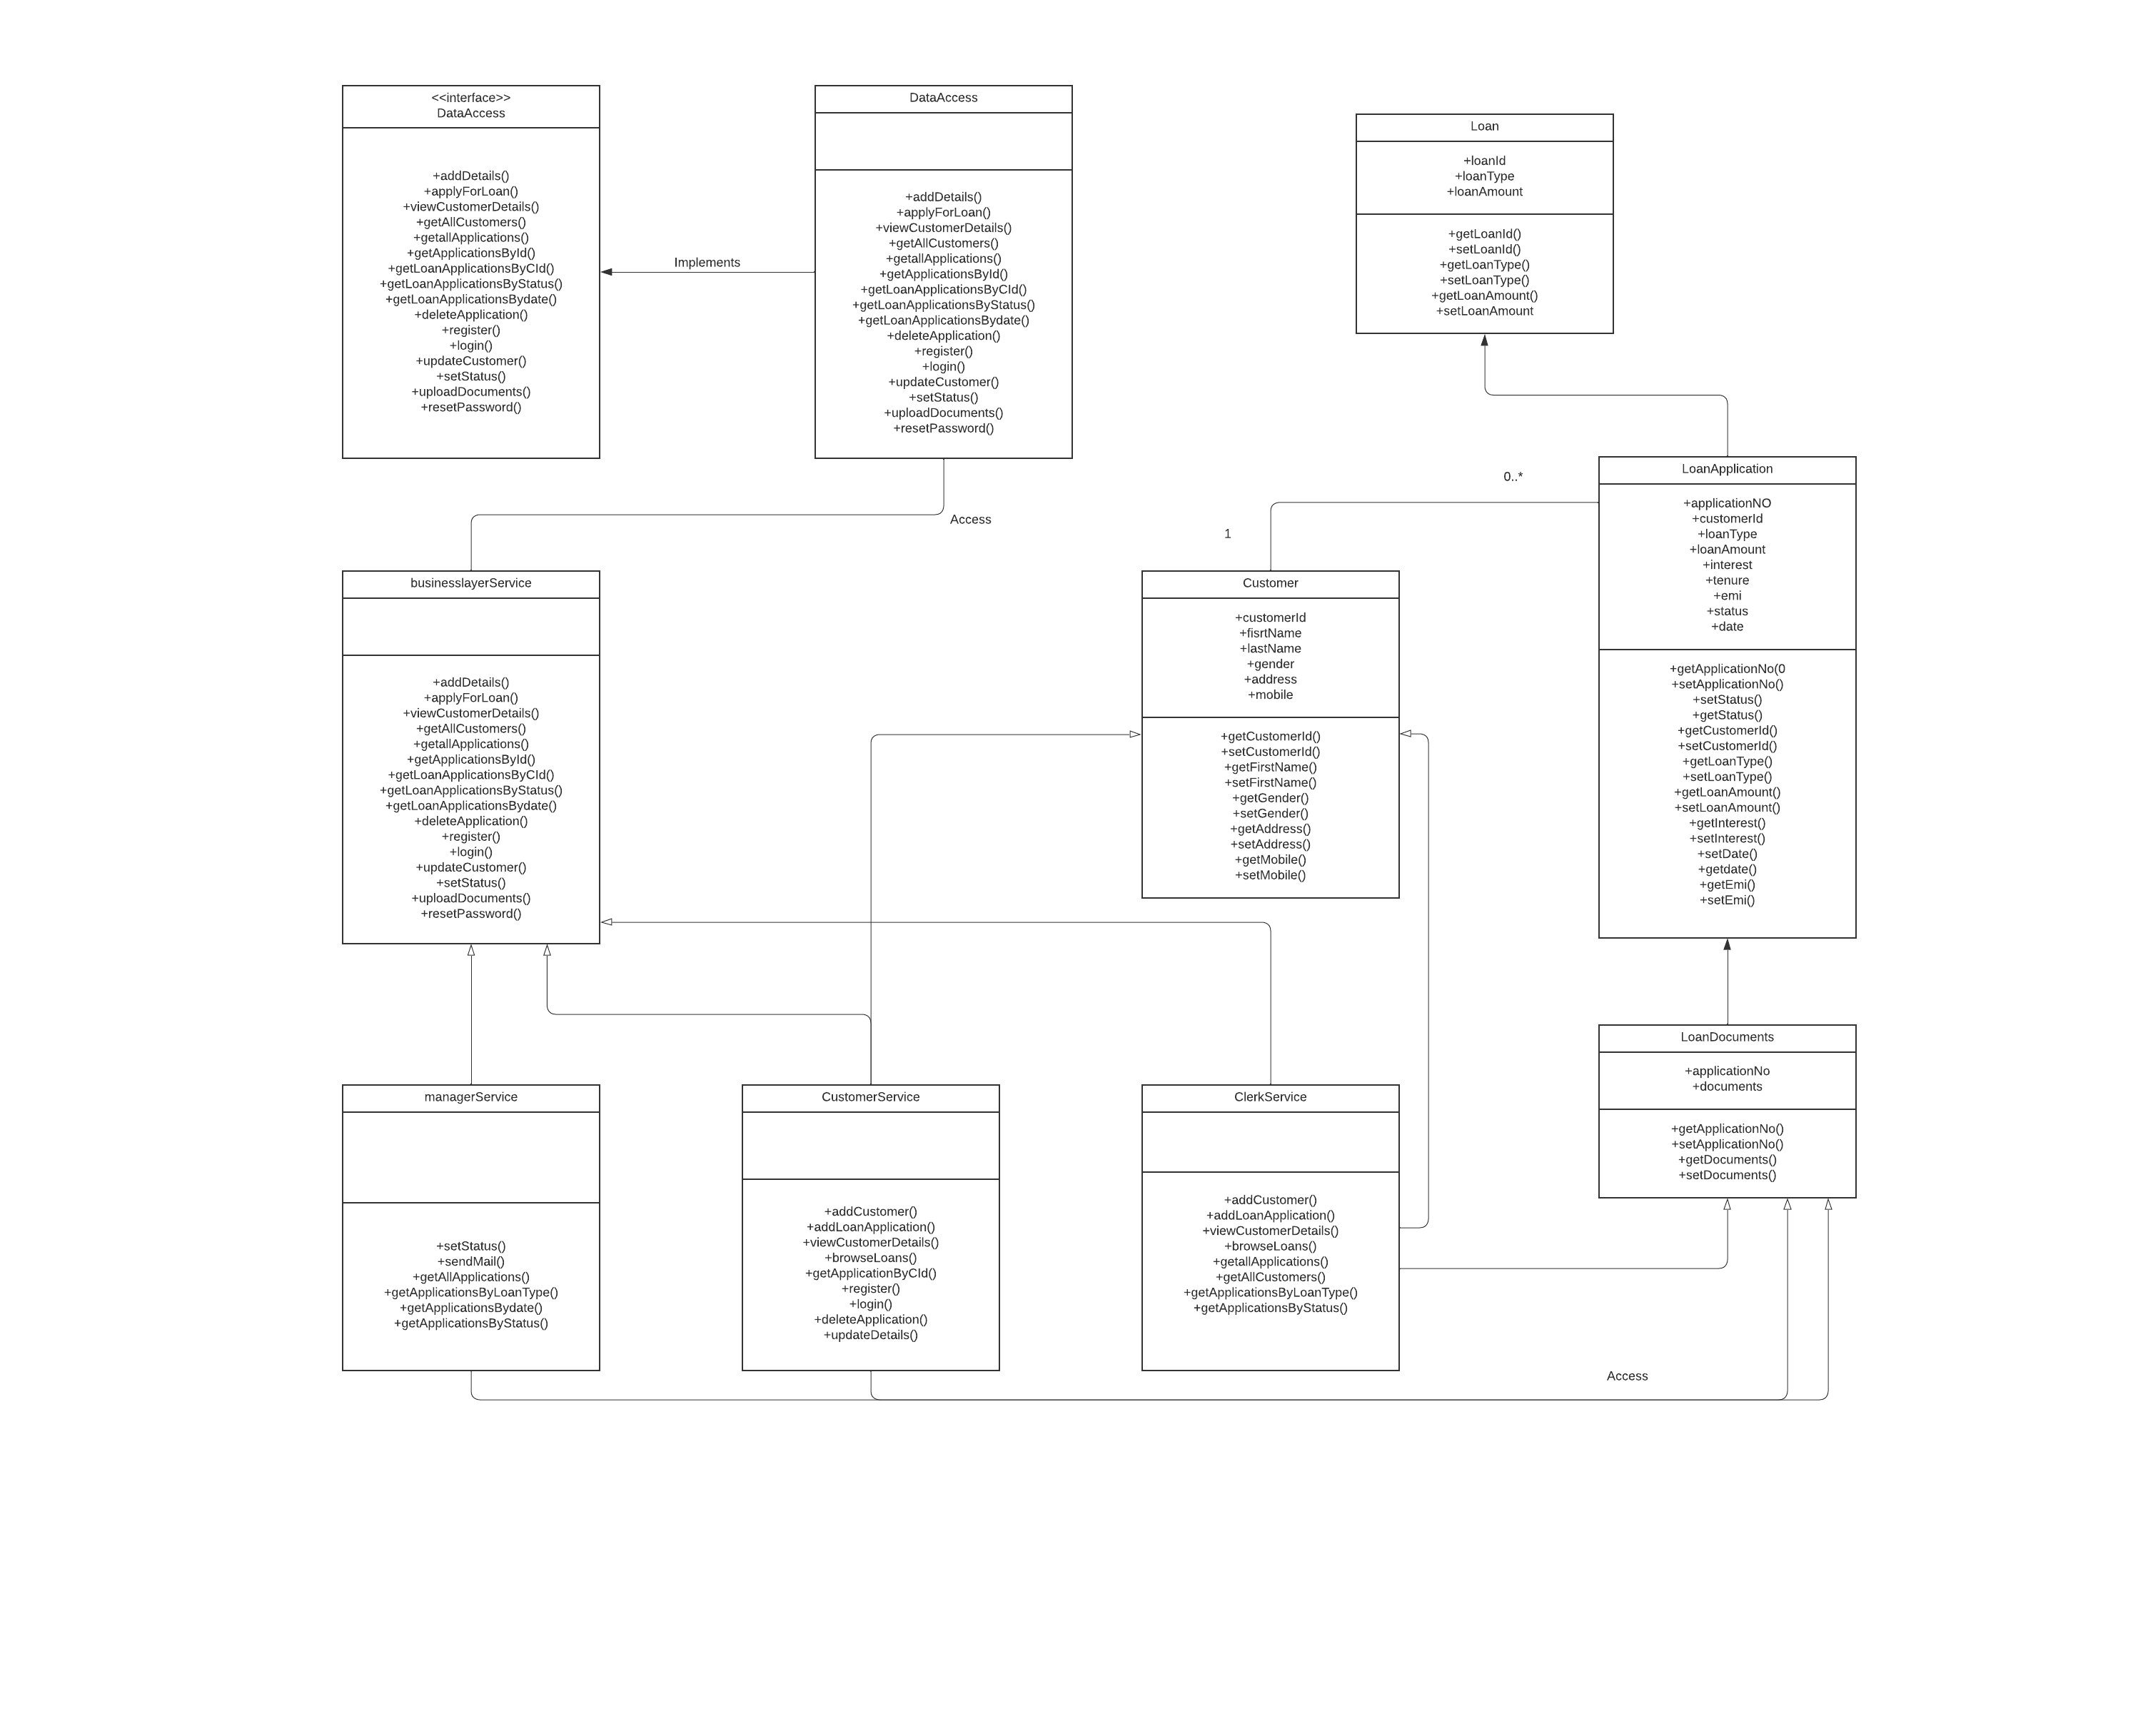 <<interface>>
DataAccess
+addDetails()
+applyForLoan()
+viewCustomerDetails()
+getAllCustomers()
+getallApplications()
+getApplicationsById()
+getLoanApplicationsByCId()
+getLoanApplicationsByStatus()
+getLoanApplicationsBydate()
+deleteApplication()
+register()
+login()
+updateCustomer()
+setStatus()
+uploadDocuments()
+resetPassword()
Implements
DataAccess
+addDetails()
+applyForLoan()
+viewCustomerDetails()
+getAllCustomers()
+getallApplications()
+getApplicationsById()
+getLoanApplicationsByCId()
+getLoanApplicationsByStatus()
+getLoanApplicationsBydate()
+deleteApplication()
+register()
+login()
+updateCustomer()
+setStatus()
+uploadDocuments()
+resetPassword()
Loan
+loanId
+loanType
+loanAmount
+getLoanId()
+setLoanId()
+getLoanType()
+setLoanType()
+getLoanAmount()
+setLoanAmount
Access
0..*
1
businesslayerService
+addDetails()
+applyForLoan()
+viewCustomerDetails()
+getAllCustomers()
+getallApplications()
+getApplicationsById()
+getLoanApplicationsByCId()
+getLoanApplicationsByStatus()
+getLoanApplicationsBydate()
+deleteApplication()
+register()
+login()
+updateCustomer()
+setStatus()
+uploadDocuments()
+resetPassword()
Customer
+customerId
+fisrtName
+lastName
+gender
+address
+mobile
+getCustomerId()
+setCustomerId()
+getFirstName()
+setFirstName()
+getGender()
+setGender()
+getAddress()
+setAddress()
+getMobile()
+setMobile()
LoanApplication
+applicationNO
+customerId
+loanType
+loanAmount
+interest
+tenure
+emi
+status
+date
+getApplicationNo(0
+setApplicationNo()
+setStatus()
+getStatus()
+getCustomerId()
+setCustomerId()
+getLoanType()
+setLoanType()
+getLoanAmount()
+setLoanAmount()
+getInterest()
+setInterest()
+setDate()
+getdate()
+getEmi()
+setEmi()
managerService
+setStatus()
+sendMail()
+getAllApplications()
+getApplicationsByLoanType()
+getApplicationsBydate()
+getApplicationsByStatus()
CustomerService
+addCustomer()
+addLoanApplication()
+viewCustomerDetails()
+browseLoans()
+getApplicationByCId()
+register()
+login()
+deleteApplication()
+updateDetails()
ClerkService
+addCustomer()
+addLoanApplication()
+viewCustomerDetails()
+browseLoans()
+getallApplications()
+getAllCustomers()
+getApplicationsByLoanType()
+getApplicationsByStatus()
LoanDocuments
+applicationNo
+documents
+getApplicationNo()
+setApplicationNo()
+getDocuments()
+setDocuments()
Access